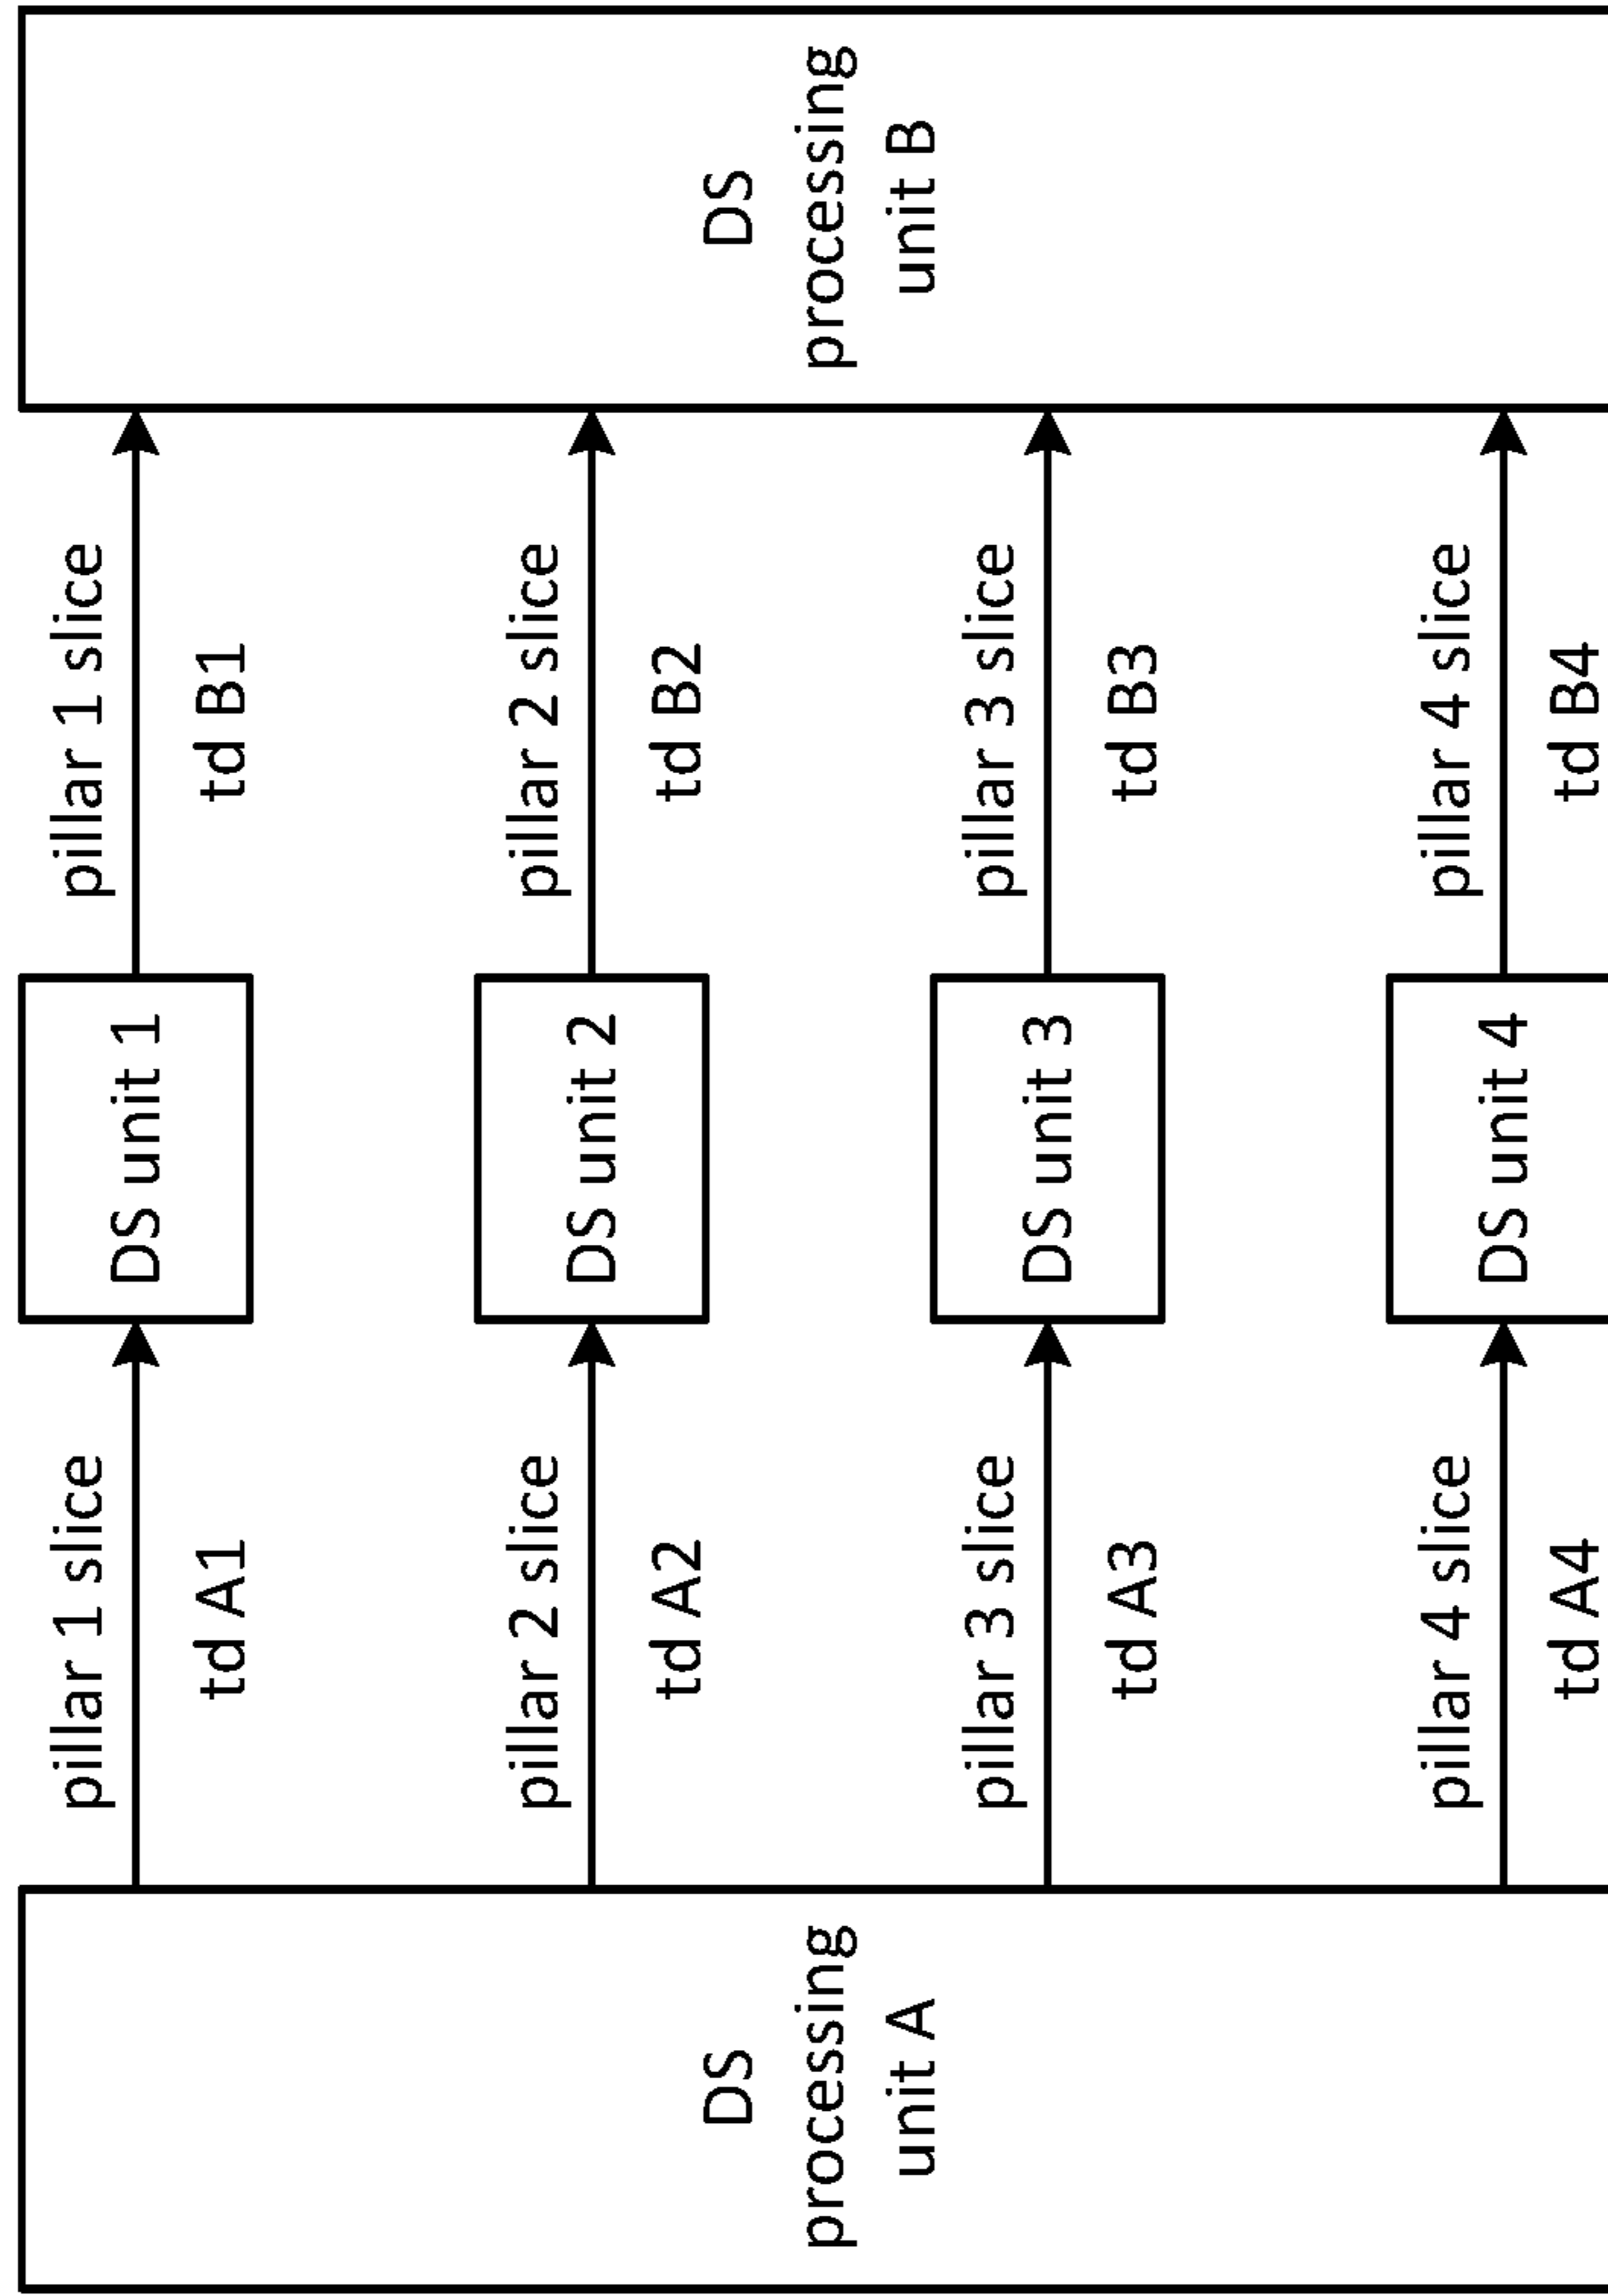 DS
processing
unit A
pillar 1 slice
td A1
DS unit 1
pillar 1 slice
td B1
pillar 2 slice
td A2
DS unit 2
pillar 2 slice
td B2
pillar 3 slice
td A3
DS unit 3
pillar 3 slice
td B3
pillar 4 slice
td A4
DS unit 4
pillar 4 slice
td B4
DS
processing
unit B